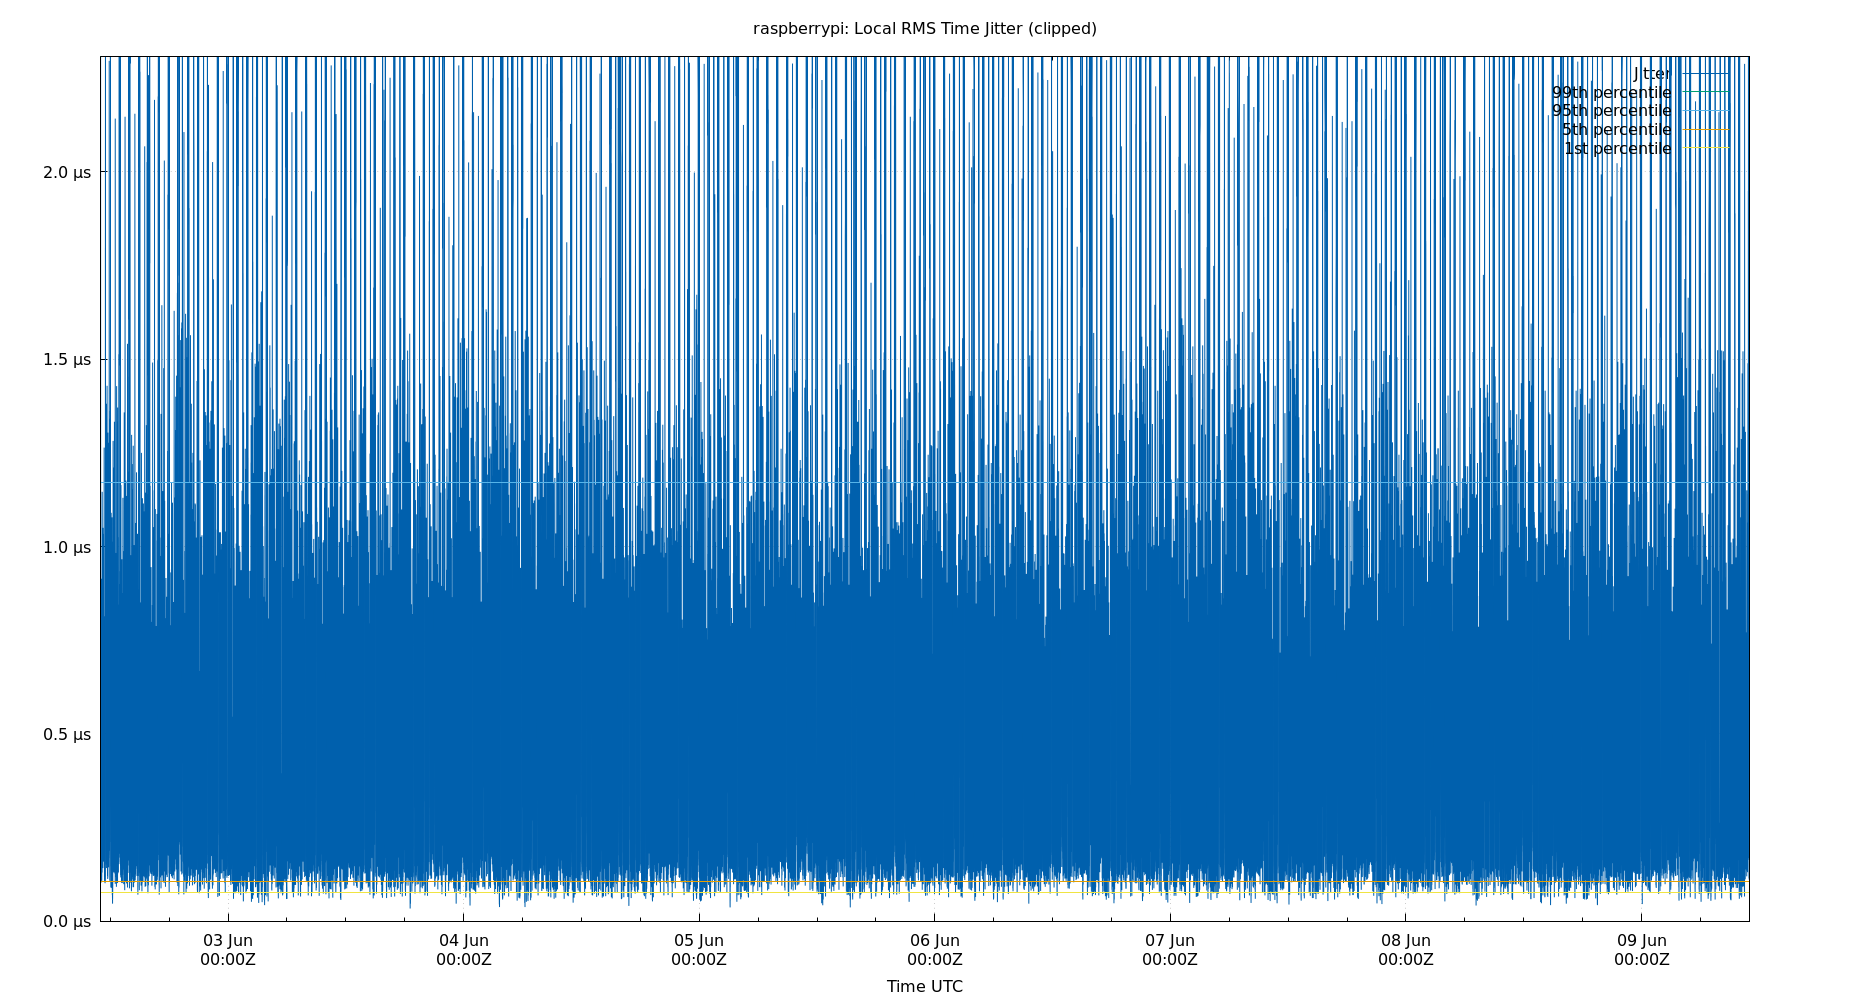 raspberrypi: Local RMS Time Jitter (clipped)
Jitter
99th percentile
95th percentile
5th percentile
1st percentile
2.0 µs
1.5 µs
1.0 µs
0.5 µs
0.0 µs
03 Jun 04 Jun 05 Jun 06 Jun 07 Jun 08 Jun 09 Jun
00:00Z 00:00Z 00:00Z 00:00Z 00:00Z 00:00Z 00:00Z
Time UTC